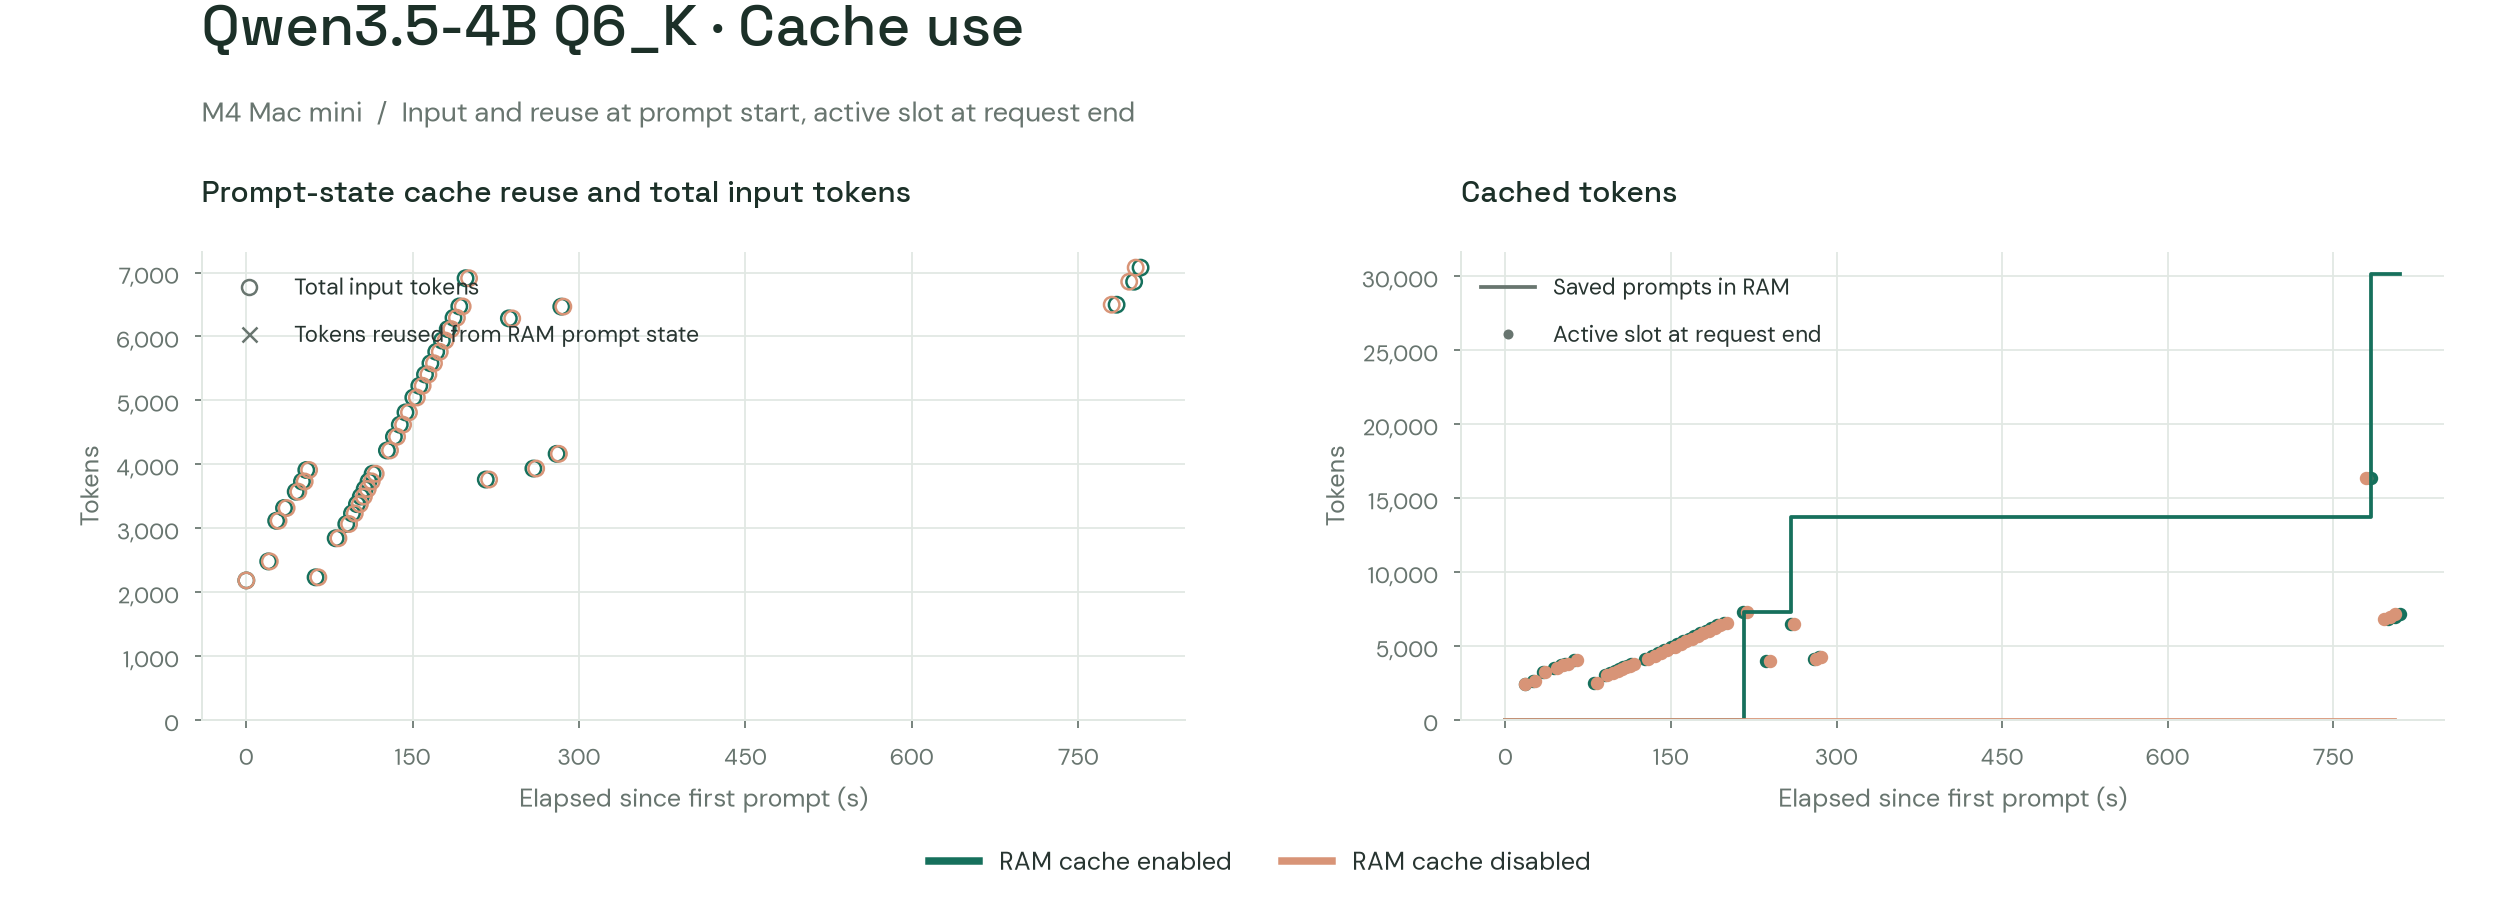 Qwen3.5-4B Q6_K · Cache use
M4 Mac mini / Input and reuse at prompt start, active slot at request end
Prompt-state cache reuse and total input tokens
7,000
6,000
5,000
4,000
3,000
2,000
1,000
0
Tokens
Total input tokens
Tokens reused from RAM prompt state
0 150 300 450 600 750
Elapsed since first prompt (s)
Cached tokens
30,000
25,000
20,000
15,000
10,000
5,000
0
Tokens
Saved prompts in RAM
Active slot at request end
0 150 300 450 600 750
Elapsed since first prompt (s)
RAM cache enabled
RAM cache disabled